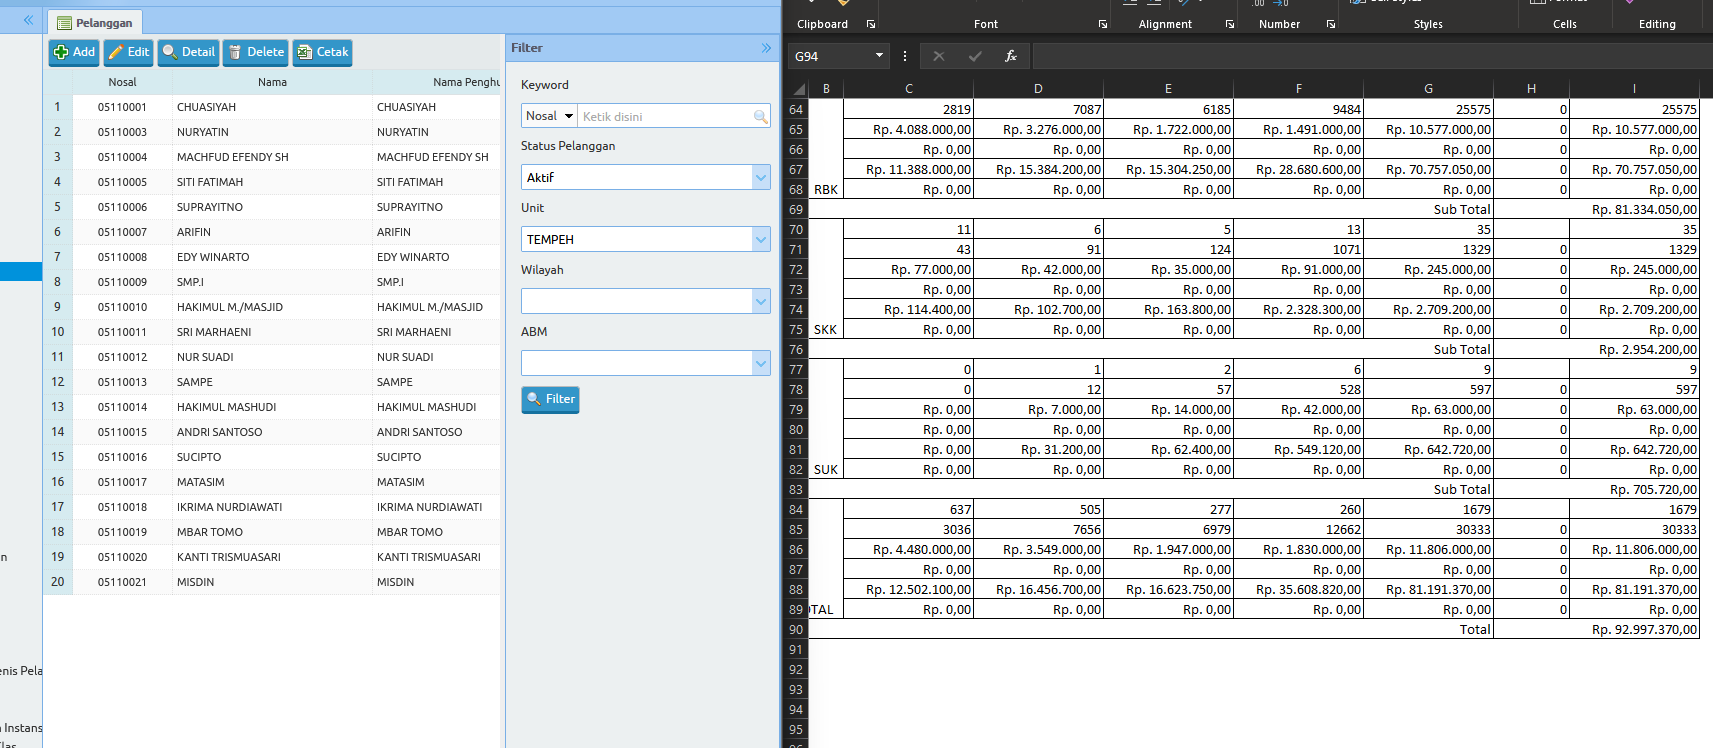 Pelanggan
Add Edit Detail Delete Cetak
Nosal Nama Nama Penghu
1 05110001 CHUASIYAH CHUASIYAH
2 05110003 NURYATIN NURYATIN
3 05110004 MACHFUD EFENDY SH MACHFUD EFENDY SH
4 05110005 SITI FATIMAH SITI FATIMAH
5 05110006 SUPRAYITNO SUPRAYITNO
6 05110007 ARIFIN ARIFIN
7 05110008 EDY WINARTO EDY WINARTO
8 05110009 SMP.I SMP.I
9 05110010 HAKIMUL M./MASJID HAKIMUL M./MASJID
10 05110011 SRI MARHAENI SRI MARHAENI
11 05110012 NUR SUADI NUR SUADI
12 05110013 SAMPE SAMPE
13 05110014 HAKIMUL MASHUDI HAKIMUL MASHUDI
14 05110015 ANDRI SANTOSO ANDRI SANTOSO
15 05110016 SUCIPTO SUCIPTO
16 05110017 MATASIM MATASIM
17 05110018 IKRIMA NURDIAWATI IKRIMA NURDIAWATI
18 05110019 MBAR TOMO MBAR TOMO
19 05110020 KANTI TRISMUASARI KANTI TRISMUASARI
20 05110021 MISDIN MISDIN
n
enis Pela
Instans
Filter
Keyword
Nosal Ketik disini
Status Pelanggan
Aktif
Unit
TEMPEH
Wilayah
ABM
Filter
Clipboard Font Alignment Number Styles Cells Editing
G94 fx
B C D E F G H I
64 2819 7087 6185 9484 25575 0 25575
65 Rp. 4.088.000,00 Rp. 3.276.000,00 Rp. 1.722.000,00 Rp. 1.491.000,00 Rp. 10.577.000,00 0 Rp. 10.577.000,00
66 Rp. 0,00 Rp. 0,00 Rp. 0,00 Rp. 0,00 Rp. 0,00 0 Rp. 0,00
67 Rp. 11.388.000,00 Rp. 15.384.200,00 Rp. 15.304.250,00 Rp. 28.680.600,00 Rp. 70.757.050,00 0 Rp. 70.757.050,00
68 RBK Rp. 0,00 Rp. 0,00 Rp. 0,00 Rp. 0,00 Rp. 0,00 0 Rp. 0,00
69 Sub Total Rp. 81.334.050,00
70 11 6 5 13 35 35
71 43 91 124 1071 1329 0 1329
72 Rp. 77.000,00 Rp. 42.000,00 Rp. 35.000,00 Rp. 91.000,00 Rp. 245.000,00 0 Rp. 245.000,00
73 Rp. 0,00 Rp. 0,00 Rp. 0,00 Rp. 0,00 Rp. 0,00 0 Rp. 0,00
74 Rp. 114.400,00 Rp. 102.700,00 Rp. 163.800,00 Rp. 2.328.300,00 Rp. 2.709.200,00 0 Rp. 2.709.200,00
75 SKK Rp. 0,00 Rp. 0,00 Rp. 0,00 Rp. 0,00 Rp. 0,00 0 Rp. 0,00
76 Sub Total Rp. 2.954.200,00
77 0 1 2 6 9 9
78 0 12 57 528 597 0 597
79 Rp. 0,00 Rp. 7.000,00 Rp. 14.000,00 Rp. 42.000,00 Rp. 63.000,00 0 Rp. 63.000,00
80 Rp. 0,00 Rp. 0,00 Rp. 0,00 Rp. 0,00 Rp. 0,00 0 Rp. 0,00
81 Rp. 0,00 Rp. 31.200,00 Rp. 62.400,00 Rp. 549.120,00 Rp. 642.720,00 0 Rp. 642.720,00
82 SUK Rp. 0,00 Rp. 0,00 Rp. 0,00 Rp. 0,00 Rp. 0,00 0 Rp. 0,00
83 Sub Total Rp. 705.720,00
84 637 505 277 260 1679 1679
85 3036 7656 6979 12662 30333 0 30333
86 Rp. 4.480.000,00 Rp. 3.549.000,00 Rp. 1.947.000,00 Rp. 1.830.000,00 Rp. 11.806.000,00 0 Rp. 11.806.000,00
87 Rp. 0,00 Rp. 0,00 Rp. 0,00 Rp. 0,00 Rp. 0,00 0 Rp. 0,00
88 Rp. 12.502.100,00 Rp. 16.456.700,00 Rp. 16.623.750,00 Rp. 35.608.820,00 Rp. 81.191.370,00 0 Rp. 81.191.370,00
89 TAL Rp. 0,00 Rp. 0,00 Rp. 0,00 Rp. 0,00 Rp. 0,00 0 Rp. 0,00
90 Total Rp. 92.997.370,00
91
92
93
94
95